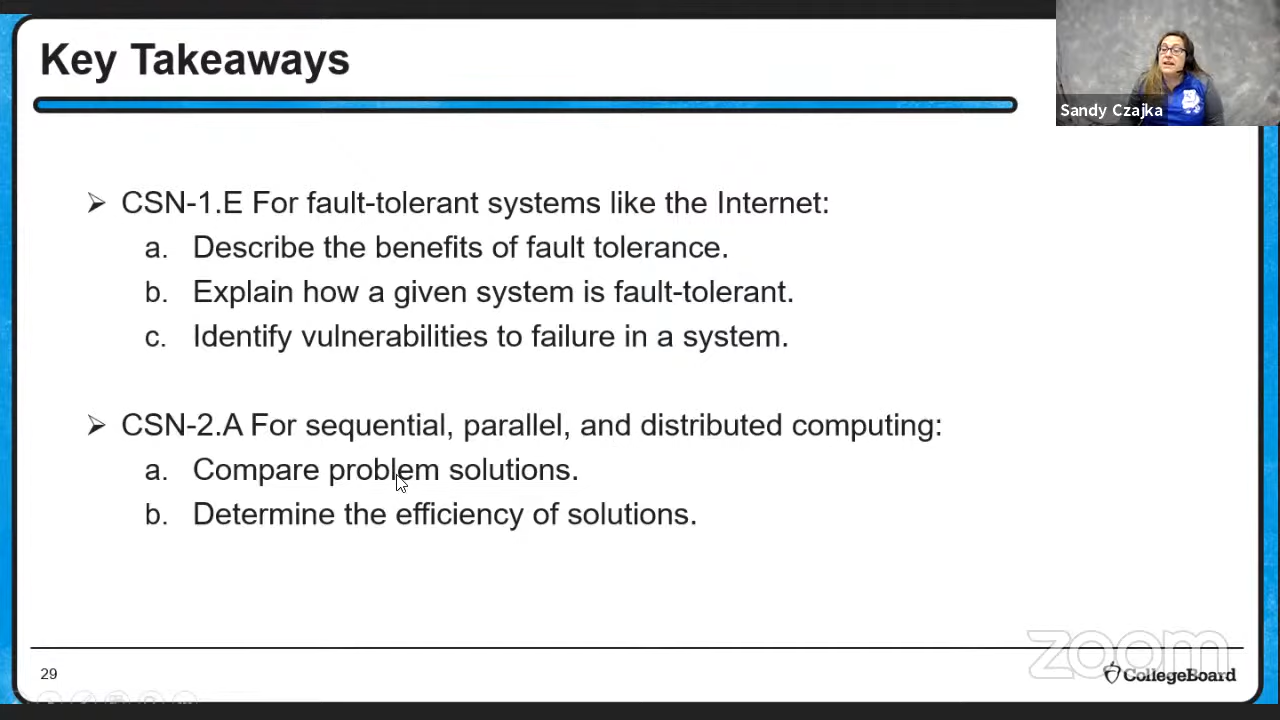 Key Takeaways
Sandy Czajka
➢ CSN-1.E For fault-tolerant systems like the Internet:
a. Describe the benefits of fault tolerance.
b. Explain how a given system is fault-tolerant.
c. Identify vulnerabilities to failure in a system.
➢ CSN-2.A For sequential, parallel, and distributed computing:
a. Compare problem solutions.
b. Determine the efficiency of solutions.
zoom
29
CollegeBoard